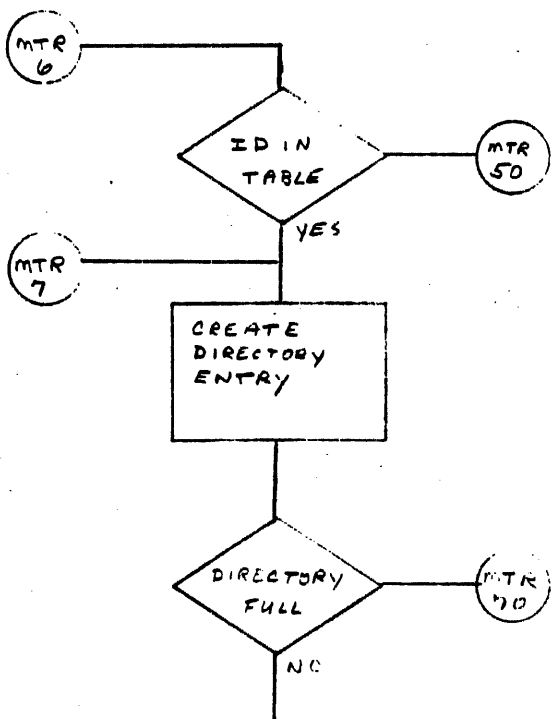 MTR
6
ID IN
TABLE
MTR
50
YES
MTR
7
CREATE
DIRECTORY
ENTRY
DIRECTORY
FULL
MTR
70
NO